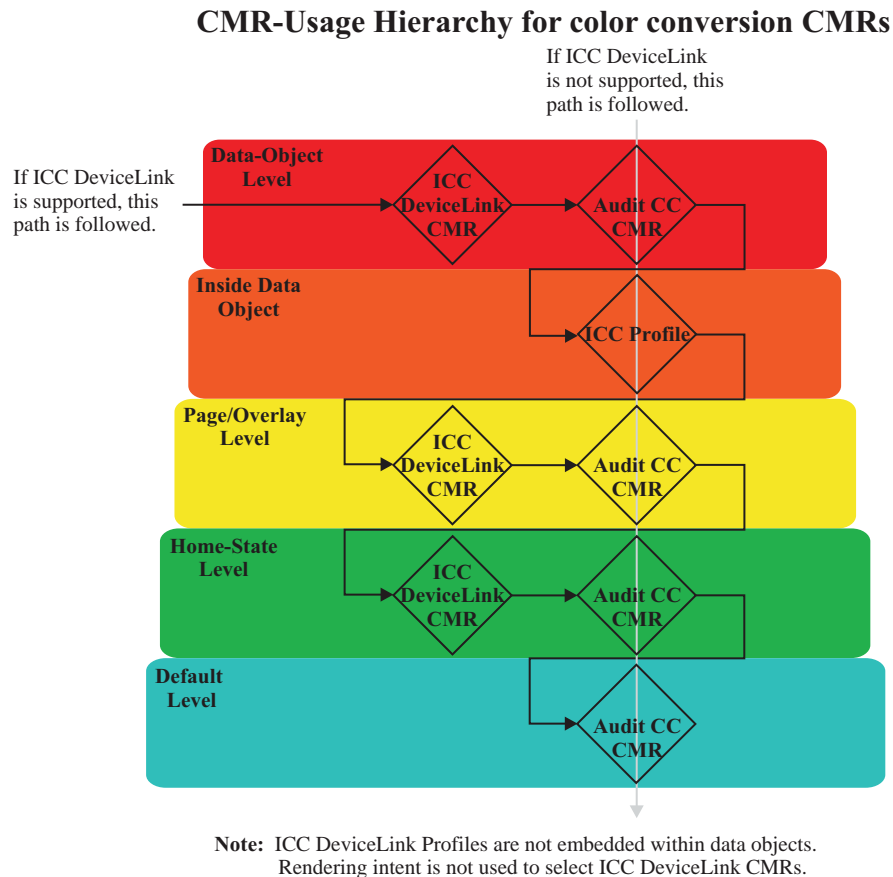 CMR-Usage Hierarchy for color conversion CMRs
If ICC DeviceLink
is not supported, this
path is followed.
If ICC DeviceLink
is supported, this
path is followed.
Data-Object
Level
ICC
DeviceLink
CMR
Audit CC
CMR
Inside Data
Object
ICC Profile
Page/Overlay
Level
ICC
DeviceLink
CMR
Audit CC
CMR
Home-State
Level
ICC
DeviceLink
CMR
Audit CC
CMR
Default
Level
Audit CC
CMR
Note: ICC DeviceLink Profiles are not embedded within data objects.
Rendering intent is not used to select ICC DeviceLink CMRs.